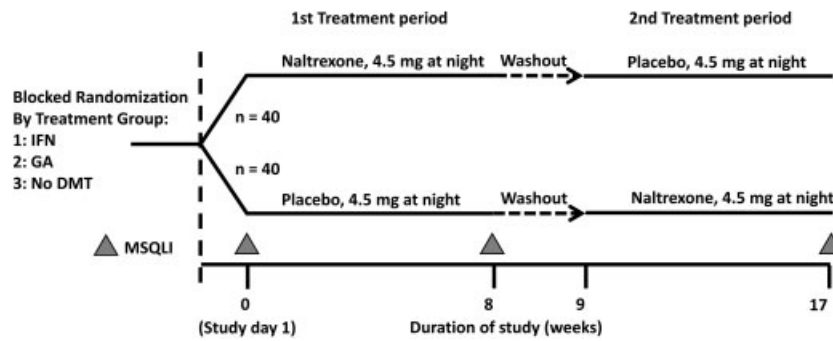 1st Treatment period
2nd Treatment period
Naltrexone, 4.5 mg at night
Washout
Placebo, 4.5 mg at night
Blocked Randomization
By Treatment Group:
1: IFN
2: GA
3: No DMT
n = 40
n = 40
Placebo, 4.5 mg at night
Washout
Naltrexone, 4.5 mg at night
MSQLI
0
8
9
17
(Study day 1)
Duration of study (weeks)